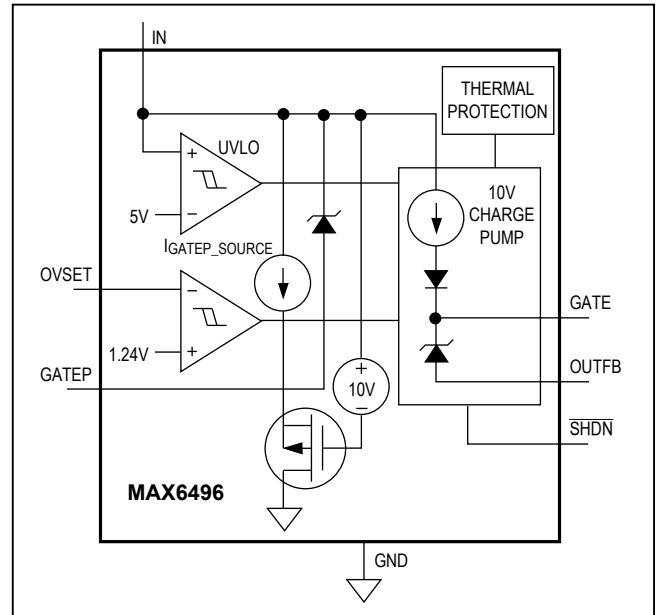 IN
THERMAL
PROTECTION
UVLO
+
5V
−
10V
CHARGE
PUMP
IGATEP_SOURCE
OVSET
−
GATE
1.24V
+
OUTFB
GATEP
+
10V
−
SHDN
MAX6496
GND